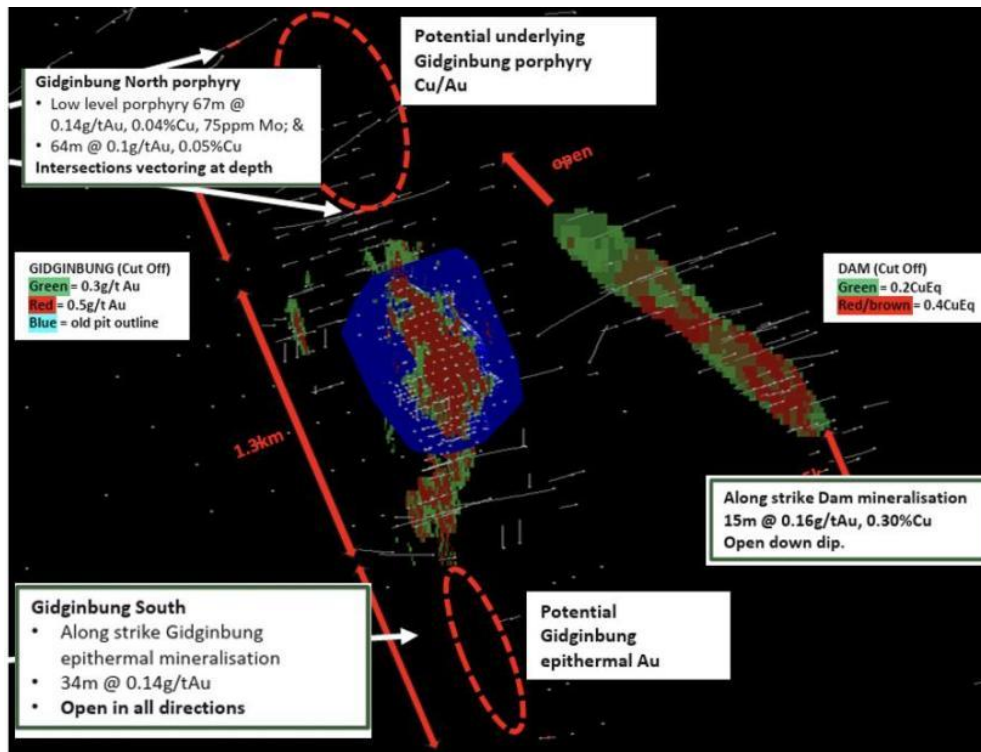 Potential underlying
Gidginbung porphyry
Cu/Au
Gidginbung North porphyry
• Low level porphyry 67m @
0.14g/tAu, 0.04%Cu, 75ppm Mo; &
• 64m @ 0.1g/tAu, 0.05%Cu
Intersections vectoring at depth
open
GIDGINBUNG (Cut Off)
Green = 0.3g/t Au
Red = 0.5g/t Au
Blue = old pit outline
DAM (Cut Off)
Green = 0.2CuEq
Red/brown = 0.4CuEq
1.3km
Along strike Dam mineralisation
15m @ 0.16g/tAu, 0.30%Cu
Open down dip.
Gidginbung South
• Along strike Gidginbung
epithermal mineralisation
• 34m @ 0.14g/tAu
• Open in all directions
Potential
Gidginbung
epithermal Au